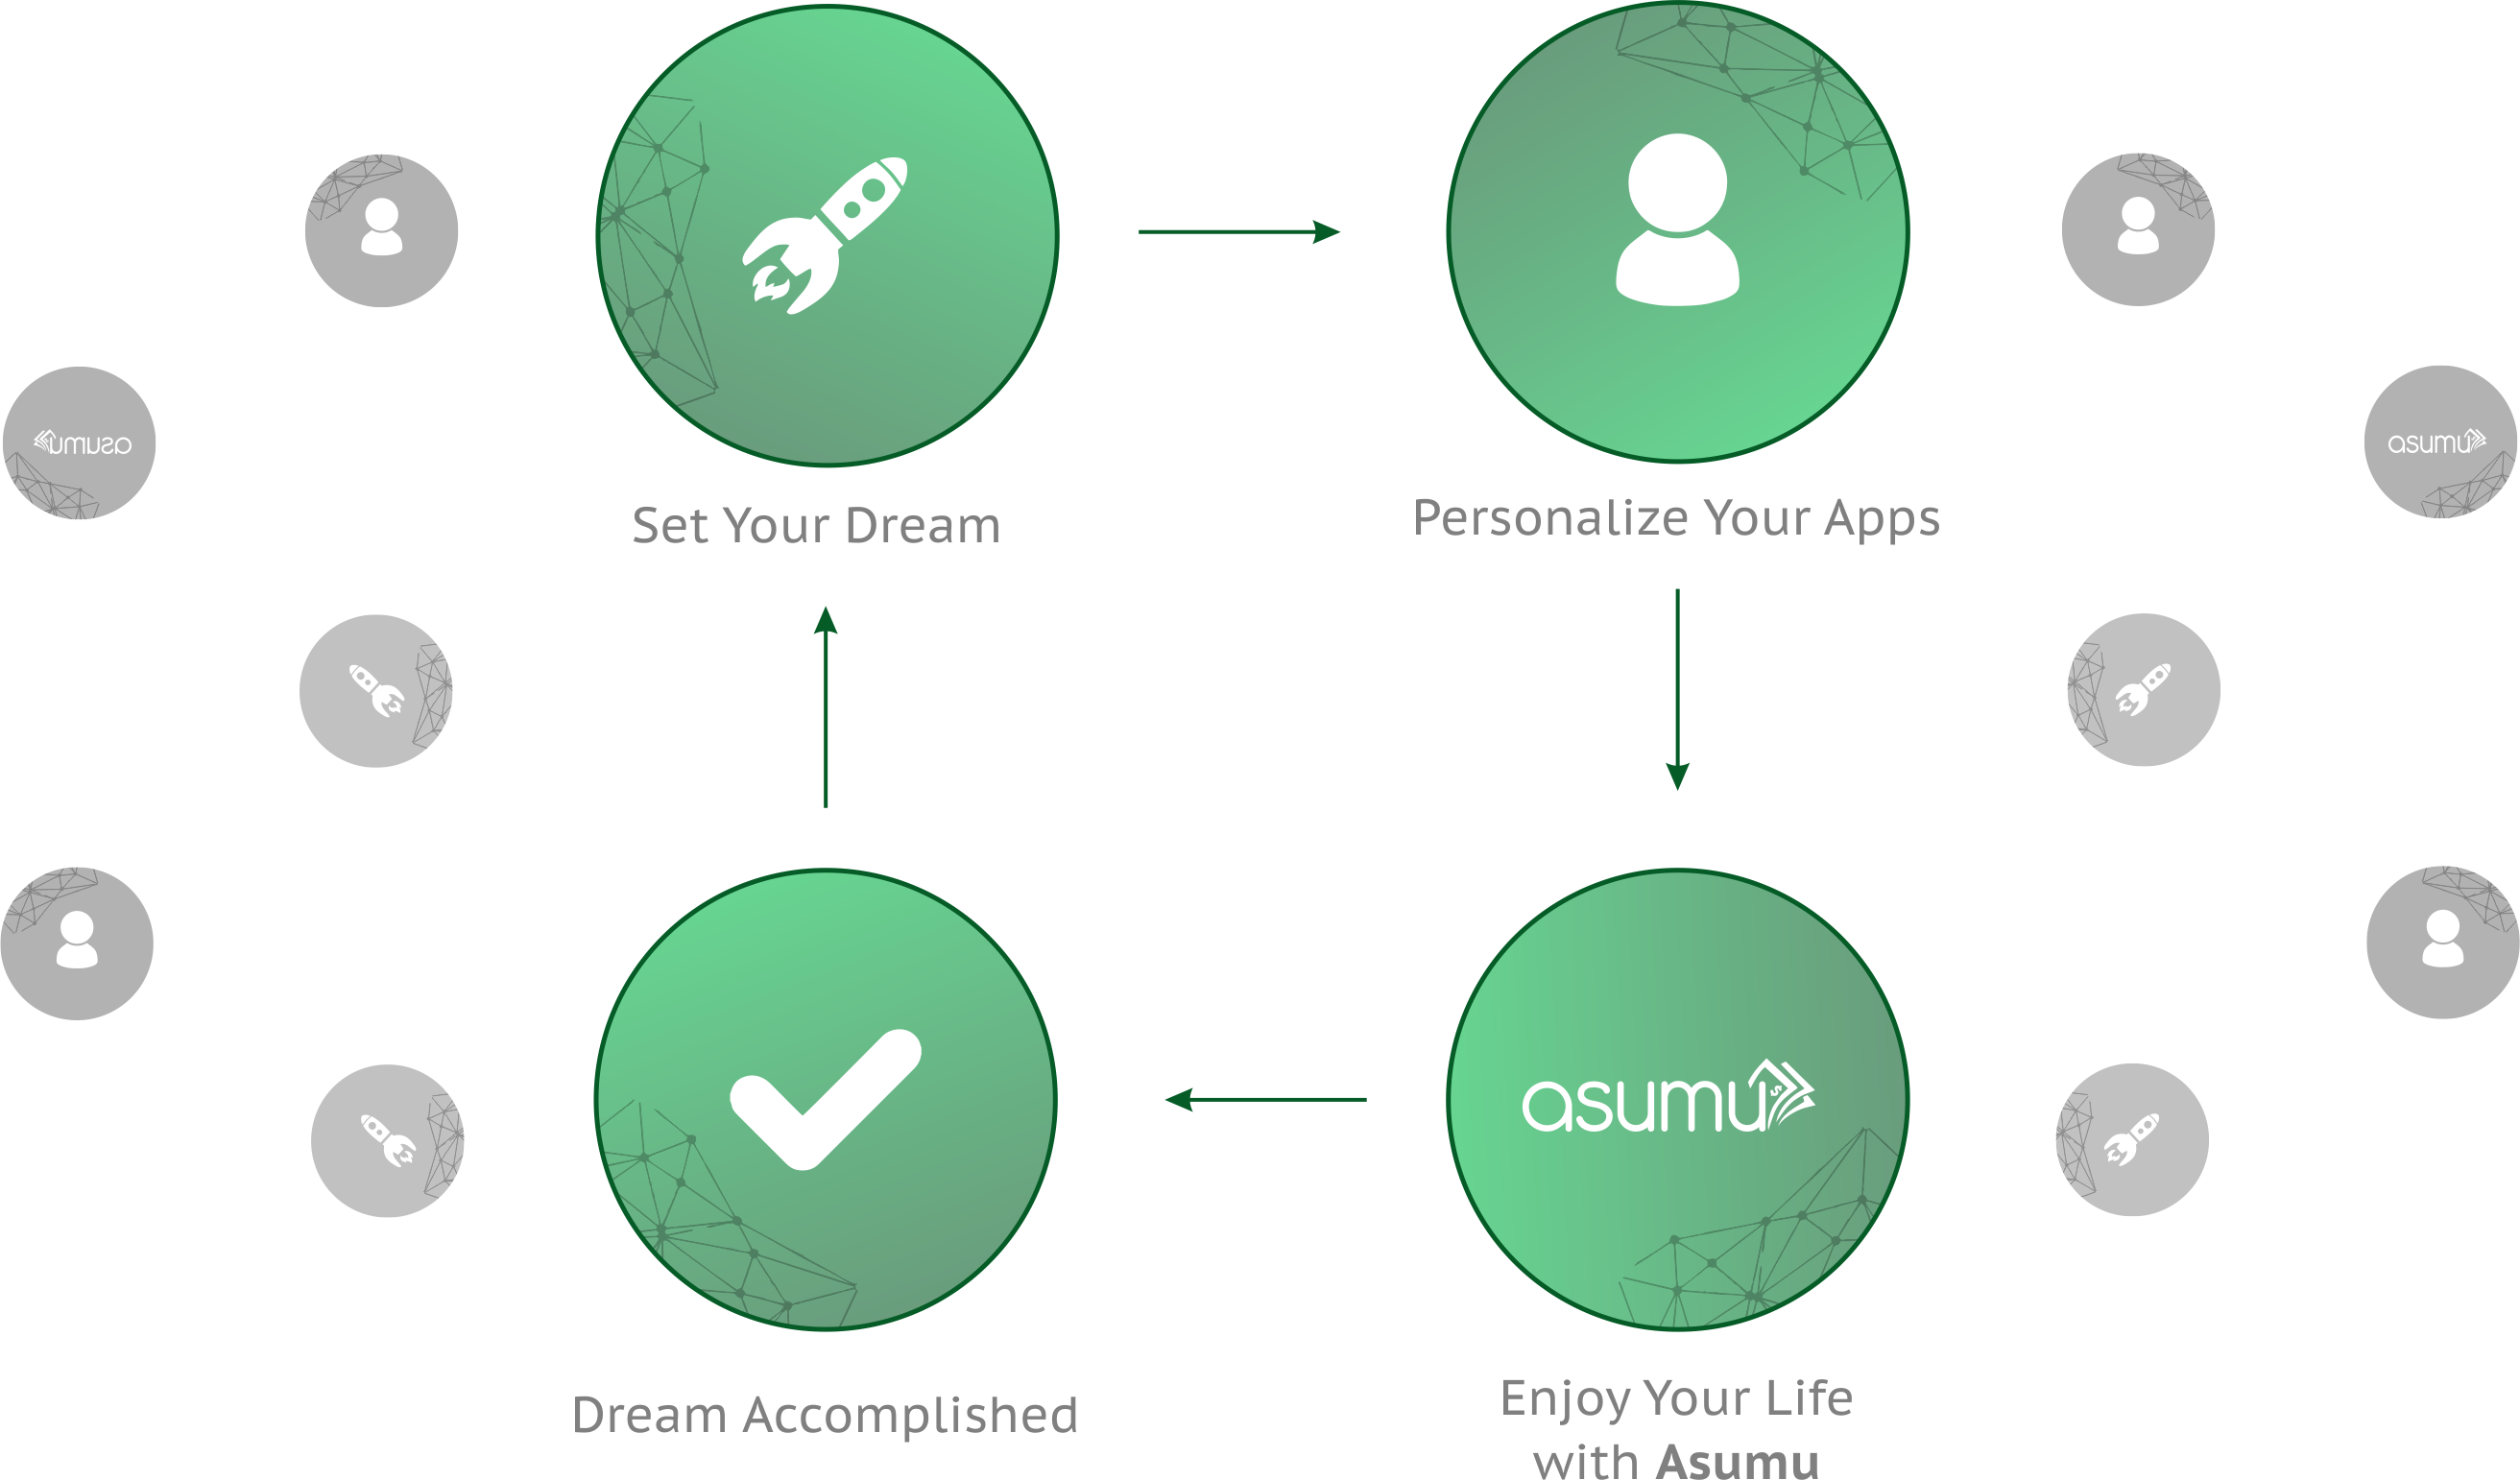 Set Your Dream
Personalize Your Apps
asumu
asumu
asumu
Dream Accomplished
Enjoy Your Life
with Asumu